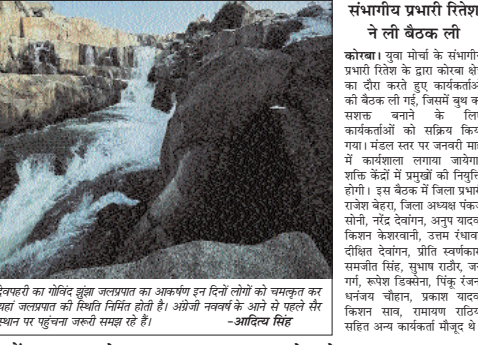 देवपहरी का गोविंद झुंझा जलप्रपात का आकर्षण इन दिनों लोगों को चमत्कृत कर
यहां जलप्रपात की स्थिति निर्मित होती है। अंग्रेजी नववर्ष के आने से पहले सैर
स्थान पर पहुंचना जरूरी समझ रहे हैं। -आदित्य सिंह
संभागीय प्रभारी रितेश
ने ली बैठक ली
कोरबा। युवा मोर्चा के संभागीय
प्रभारी रितेश के द्वारा कोरबा क्षे
का दौरा करते हुए कार्यकर्ताओं
की बैठक ली गई, जिसमें बुथ क
सशक्त बनाने के लिए
कार्यकर्ताओं को सक्रिय किय
गया। मंडल स्तर पर जनवरी माह
में कार्यशाला लगाया जायेगा
शक्ति केंद्रों में प्रमुखों की नियुक्ति
होगी। इस बैठक में जिला प्रभारी
राजेश बेहरा, जिला अध्यक्ष पंकज
सोनी, नरेंद्र देवांगन, अनुप यादव
किशन केशरवानी, उत्तम रंधावा
दीक्षित देवांगन, प्रीति स्वर्णकार
समजीत सिंह, सुभाष राठौर, जय
गर्ग, रूपेश डिक्सेना, पिंकू रंजन
धनंजय चौहान, प्रकाश यादव
किशन साव, रामायण राठिय
सहित अन्य कार्यकर्ता मौजूद थे